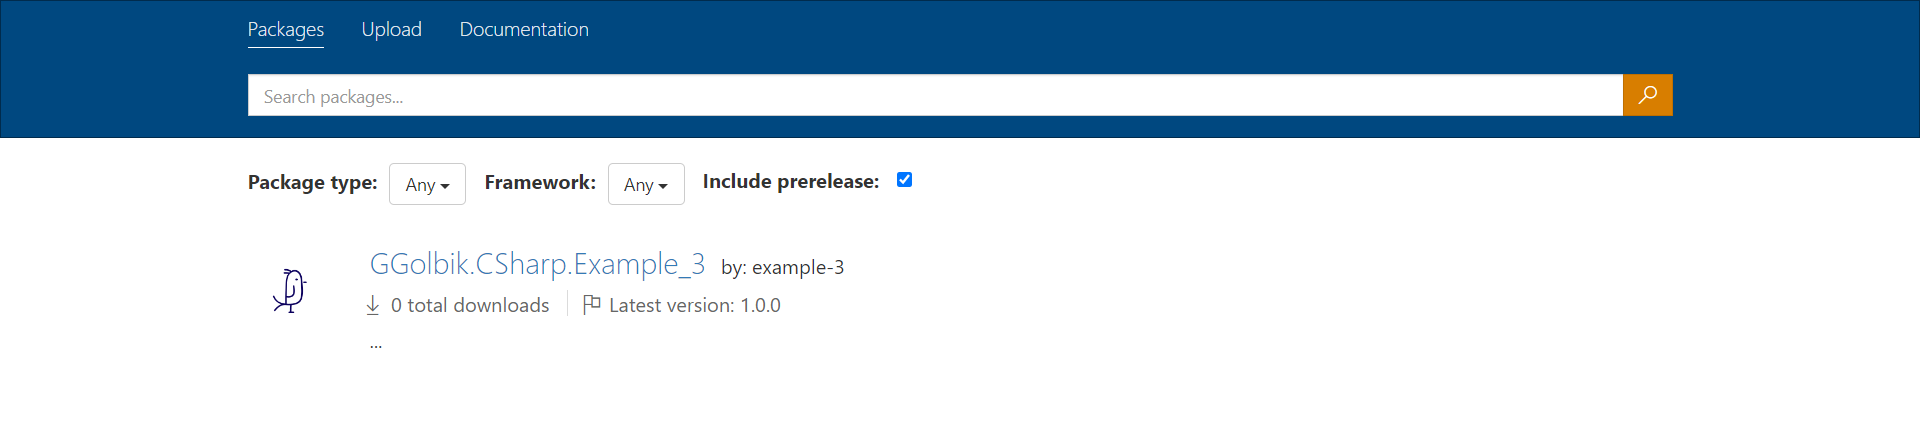 Packages Upload Documentation
Search packages...
Package type: Any Framework: Any Include prerelease:
GGolbik.CSharp.Example_3 by: example-3
0 total downloads Latest version: 1.0.0
...